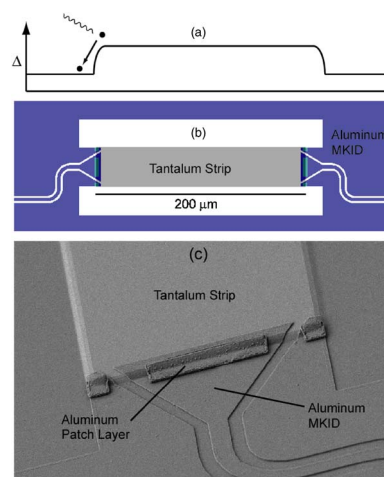 (a)
Δ
(b)
Aluminum
MKID
Tantalum Strip
200 μm
(c)
Tantalum Strip
Aluminum
Patch Layer
Aluminum
MKID